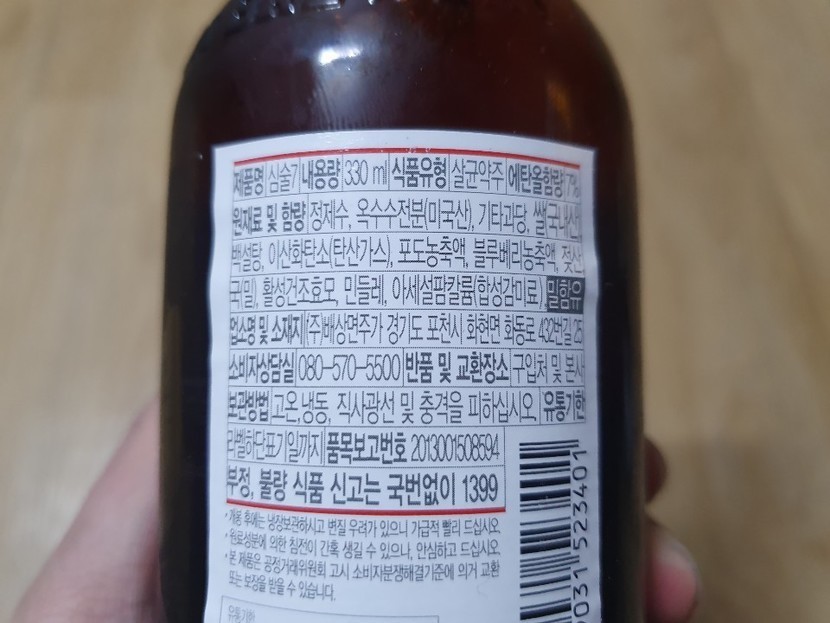 제품명 심술7 내용량 330 ml 식품유형 살균약주 에탄올함량 7%
원재료 및 함량 정제수, 옥수수전분(미국산), 기타과당, 쌀(국내산)
백설탕, 이산화탄소(탄산가스), 포도농축액, 블루베리농축액, 젖산
국(밀), 활성건조효모, 민들레, 아세설팜칼륨(합성감미료) 밀함유
업소명 및 소재지 (주)배상면주가 경기도 포천시 화현면 화동로 432번길 25
소비자상담실 080-570-5500 반품 및 교환장소 구입처 및 본사
보관방법 고온, 냉동, 직사광선 및 충격을 피하십시오, 유통기한
라벨하단표기일까지 품목보고번호 2013001508594
부정, 불량 식품 신고는 국번없이 1399
• 개봉 후에는 냉장보관하시고 변질 우려가 있으니 가급적 빨리 드십시오
• 원료성분에 의한 침전이 간혹 생길 수 있으나, 안심하고 드십시오
• 본 제품은 공정거래위원회 고시 소비자분쟁해결기준에 의거 교환
또는 보장을 받을 수 있습니다.
유통기한
9031 523401